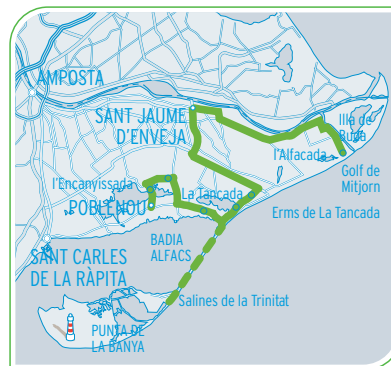 AMPOSTA
SANT JAUME
D'ENVEJA
Illa de
Buda
l'Alfacada
Golf de
Mitjorn
l'Encanyissada
La Tancada
POBLENOU
Erms de La Tancada
BADIA
ALFACS
SANT CARLES
DE LA RÀPITA
Salines de la Trinitat
PUNTA DE
LA BANYA